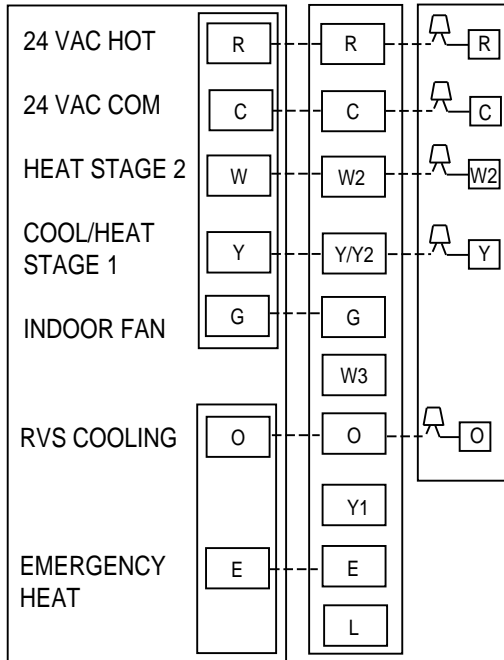 24 VAC HOT R R R
24 VAC COM C C C
HEAT STAGE 2 W W2 W2
COOL/HEAT
STAGE 1 Y Y/Y2 Y
INDOOR FAN G G
W3
RVS COOLING O O O
Y1
EMERGENCY
HEAT E E
L